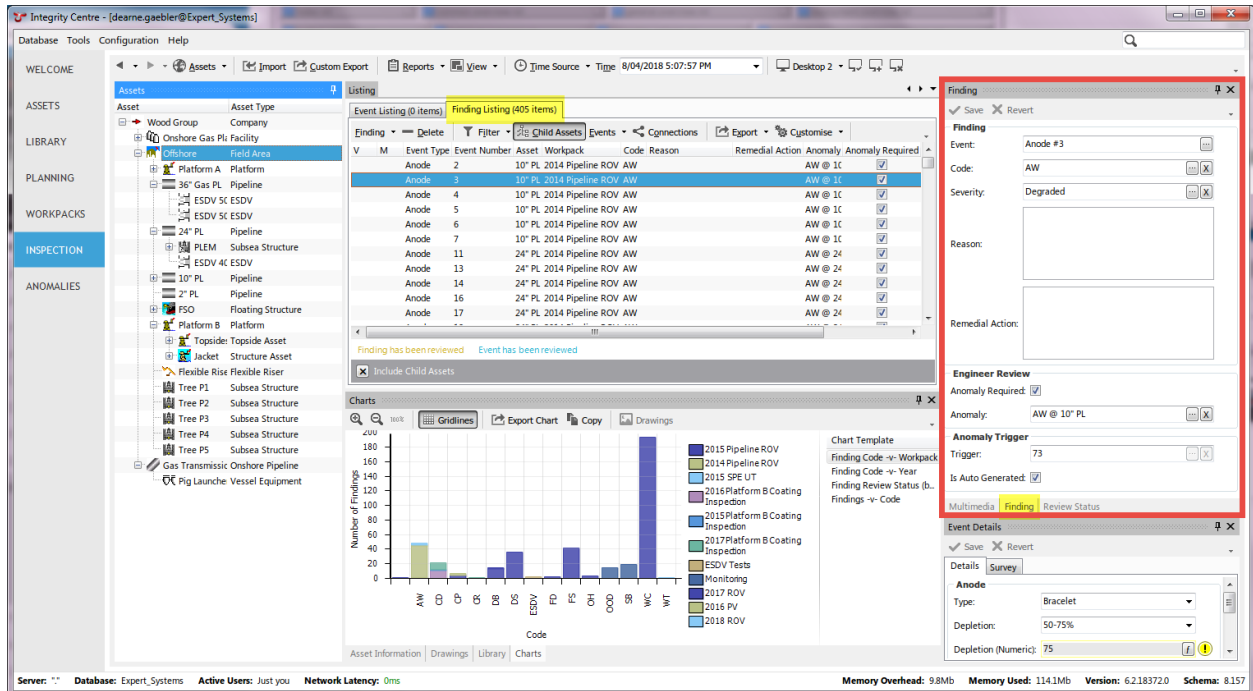 Integrity Centre - [dearne.gaebler@Expert_Systems]
Database Tools Configuration Help
WELCOME
ASSETS
LIBRARY
PLANNING
WORKPACKS
INSPECTION
ANOMALIES
Assets Import Custom Export Reports View Time Source Time 8/04/2018 5:07:57 PM Desktop 2
Assets
Asset Asset Type
Wood Group Company
Onshore Gas Pla Facility
Offshore Field Area
Platform A Platform
36" Gas PL Pipeline
ESDV 5( ESDV
ESDV 5( ESDV
24" PL Pipeline
PLEM Subsea Structure
ESDV 4( ESDV
10" PL Pipeline
2" PL Pipeline
FSO Floating Structure
Platform B Platform
Topside: Topside Asset
Jacket Structure Asset
Flexible Rise Flexible Riser
Tree P1 Subsea Structure
Tree P2 Subsea Structure
Tree P3 Subsea Structure
Tree P4 Subsea Structure
Tree P5 Subsea Structure
Gas Transmissic Onshore Pipeline
Pig Launche Vessel Equipment
Listing
Event Listing (0 items) Finding Listing (405 items)
Finding Delete Filter Child Assets Events Connections Export Customise
V M Event Type Event Number Asset Workpack Code Reason Remedial Action Anomaly Anomaly Required
Anode 2 10" PL 2014 Pipeline ROV AW AW @ 1(
Anode 3 10" PL 2014 Pipeline ROV AW AW @ 1(
Anode 4 10" PL 2014 Pipeline ROV AW AW @ 1(
Anode 5 10" PL 2014 Pipeline ROV AW AW @ 1(
Anode 6 10" PL 2014 Pipeline ROV AW AW @ 1(
Anode 7 10" PL 2014 Pipeline ROV AW AW @ 1(
Anode 11 24" PL 2014 Pipeline ROV AW AW @ 24
Anode 13 24" PL 2014 Pipeline ROV AW AW @ 24
Anode 14 24" PL 2014 Pipeline ROV AW AW @ 24
Anode 16 24" PL 2014 Pipeline ROV AW AW @ 24
Anode 17 24" PL 2014 Pipeline ROV AW AW @ 24
Finding has been reviewed Event has been reviewed
Include Child Assets
Charts
100% Gridlines Export Chart Copy Drawings
200
180
160
140
120
100
80
60
40
20
0
Number of Findings
AW CD CP CR DB DS ESDV FD FS OH OOD SB WC WT
Code
2015 Pipeline ROV
2014 Pipeline ROV
2015 SPE UT
2016 Platform B Coating
Inspection
2015 Platform B Coating
Inspection
2017 Platform B Coating
Inspection
ESDV Tests
Monitoring
2017 ROV
2016 PV
2018 ROV
Chart Template
Finding Code -v- Workpack
Finding Code -v- Year
Finding Review Status (b...
Findings -v- Code
Asset Information Drawings Library Charts
Finding
Save Revert
Finding
Event: Anode #3
Code: AW
Severity: Degraded
Reason:
Remedial Action:
Engineer Review
Anomaly Required:
Anomaly: AW @ 10" PL
Anomaly Trigger
Trigger: 73
Is Auto Generated:
Multimedia Finding Review Status
Event Details
Save Revert
Details Survey
Anode
Type: Bracelet
Depletion: 50-75%
Depletion (Numeric): 75
Server: "." Database: Expert_Systems Active Users: Just you Network Latency: 0ms Memory Overhead: 9.8Mb Memory Used: 114.1Mb Version: 6.2.18372.0 Schema: 8.157